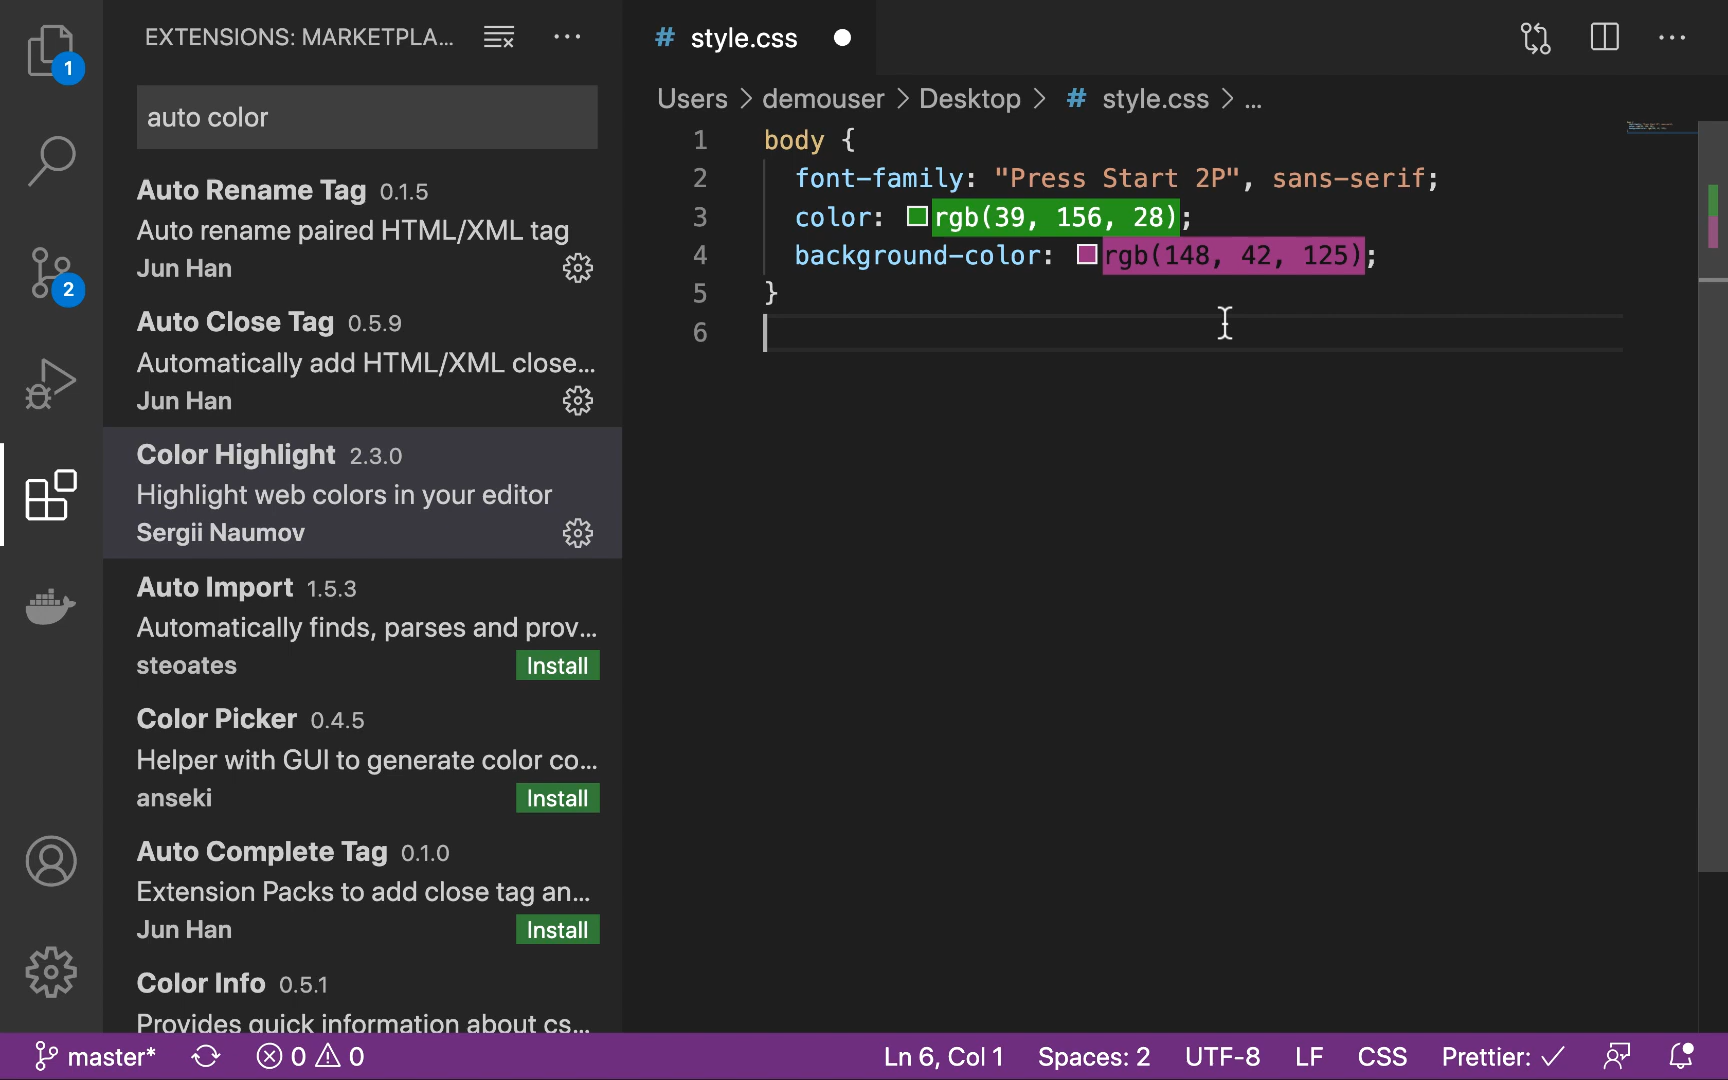 1
2
EXTENSIONS: MARKETPLA...
auto color
Auto Rename Tag 0.1.5
Auto rename paired HTML/XML tag
Jun Han
Auto Close Tag 0.5.9
Automatically add HTML/XML close...
Jun Han
Color Highlight 2.3.0
Highlight web colors in your editor
Sergii Naumov
Auto Import 1.5.3
Automatically finds, parses and prov...
steoates Install
Color Picker 0.4.5
Helper with GUI to generate color co...
anseki Install
Auto Complete Tag 0.1.0
Extension Packs to add close tag an...
Jun Han Install
Color Info 0.5.1
Provides quick information about cs...
# style.css
Users > demouser > Desktop > # style.css > ...
1 body {
2 font-family: "Press Start 2P", sans-serif;
3 color: rgb(39, 156, 28);
4 background-color: rgb(148, 42, 125);
5 }
6
master* 0 0 Ln 6, Col 1 Spaces: 2 UTF-8 LF CSS Prettier: ✓